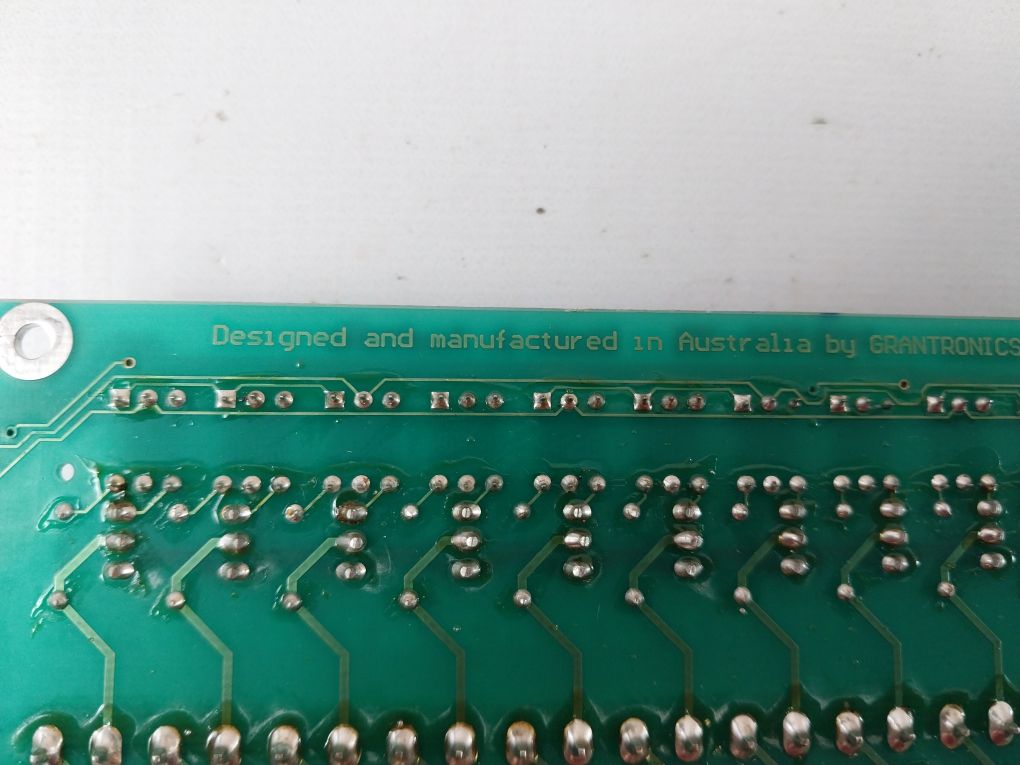 Designed and manufactured in Australia by GRANTRONICS